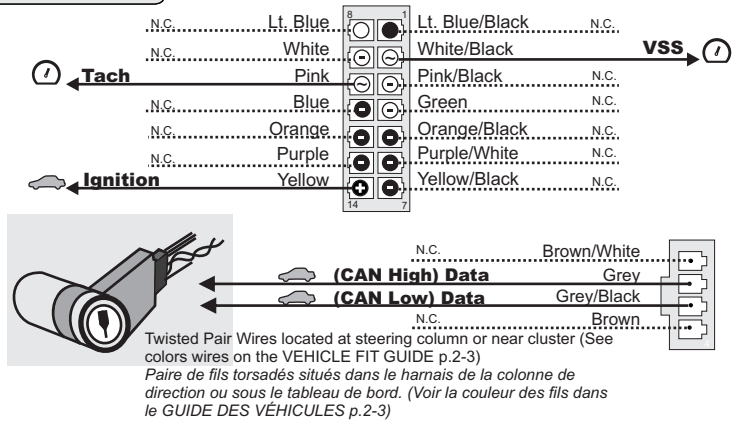 8 1
N.C. Lt. Blue Lt. Blue/Black N.C.
N.C. White White/Black VSS
Tach Pink Pink/Black N.C.
N.C. Blue Green N.C.
N.C. Orange Orange/Black N.C.
N.C. Purple Purple/White N.C.
Ignition Yellow Yellow/Black N.C.
14 7
N.C. Brown/White
(CAN High) Data Grey
(CAN Low) Data Grey/Black
N.C. Brown
4
Twisted Pair Wires located at steering column or near cluster (See
colors wires on the VEHICLE FIT GUIDE p.2-3)
Paire de fils torsadés situés dans le harnais de la colonne de
direction ou sous le tableau de bord. (Voir la couleur des fils dans
le GUIDE DES VÉHICULES p.2-3)